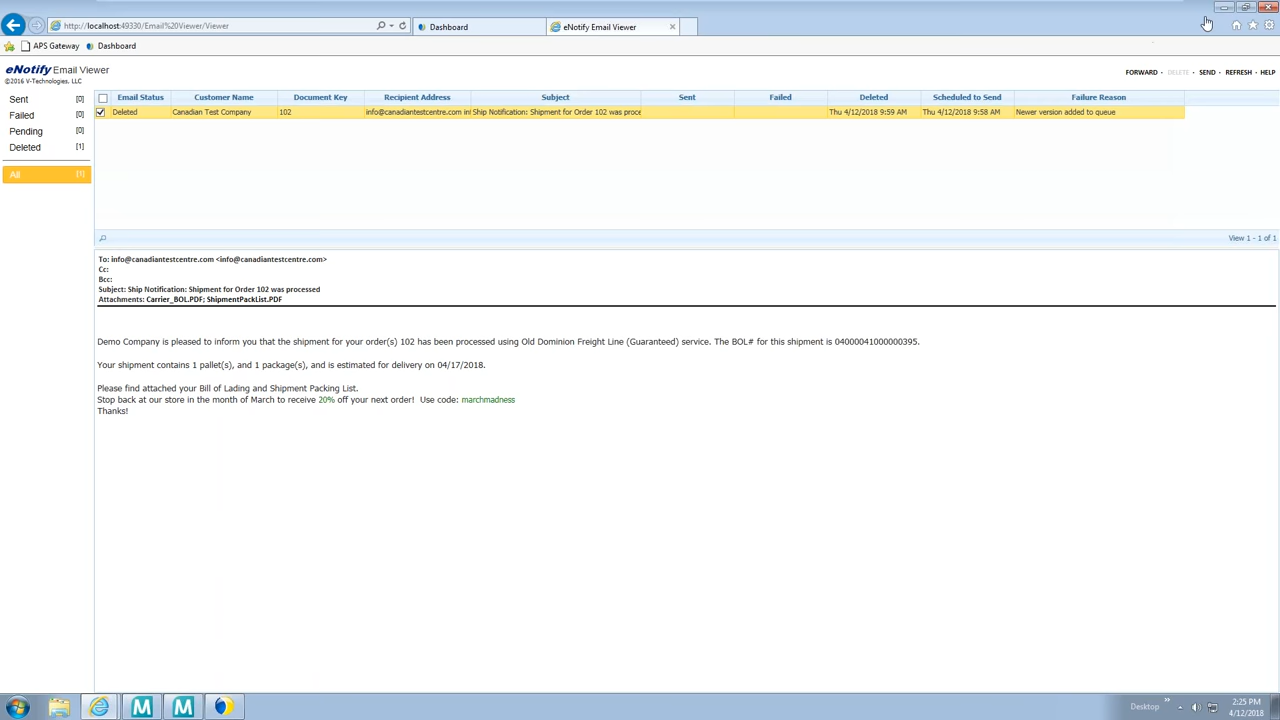 http://localhost:49330/Email%20Viewer/Viewer
Dashboard
eNotify Email Viewer
APS Gateway
Dashboard
eNotify Email Viewer
©2016 V-Technologies, LLC
FORWARD · DELETE · SEND · REFRESH · HELP
Sent [0]
Failed [0]
Pending [0]
Deleted [1]
All [1]
Email Status Customer Name Document Key Recipient Address Subject Sent Failed Deleted Scheduled to Send Failure Reason
Deleted Canadian Test Company 102 info@canadiantestcentre.com in Ship Notification: Shipment for Order 102 was proce Thu 4/12/2018 9:59 AM Thu 4/12/2018 9:58 AM Newer version added to queue
View 1 - 1 of 1
To: info@canadiantestcentre.com <info@canadiantestcentre.com>
Cc:
Bcc:
Subject: Ship Notification: Shipment for Order 102 was processed
Attachments: Carrier_BOL.PDF; ShipmentPackList.PDF
Demo Company is pleased to inform you that the shipment for your order(s) 102 has been processed using Old Dominion Freight Line (Guaranteed) service. The BOL# for this shipment is 04000041000000395.
Your shipment contains 1 pallet(s), and 1 package(s), and is estimated for delivery on 04/17/2018.
Please find attached your Bill of Lading and Shipment Packing List.
Stop back at our store in the month of March to receive 20% off your next order! Use code: marchmadness
Thanks!
Desktop
2:25 PM
4/12/2018